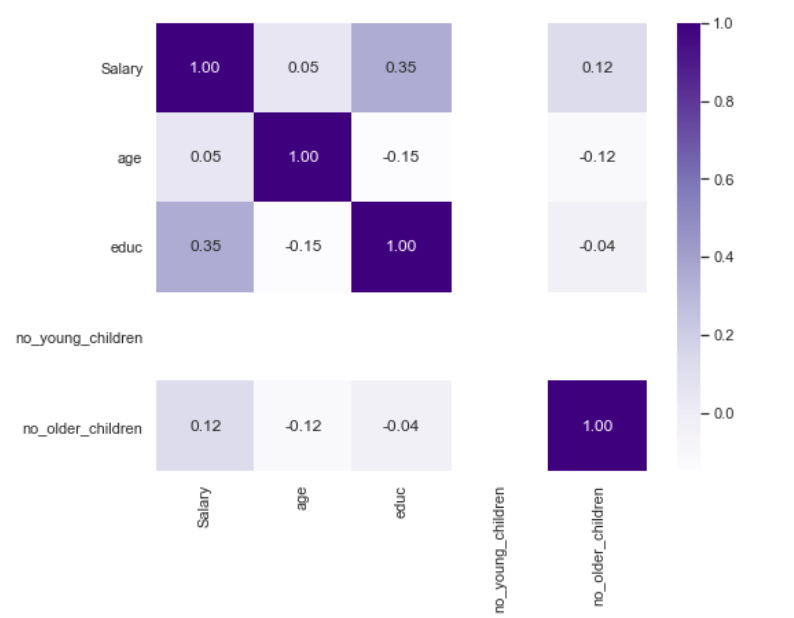 Salary 1.00 0.05 0.35 0.12
age 0.05 1.00 -0.15 -0.12
educ 0.35 -0.15 1.00 -0.04
no_young_children
no_older_children 0.12 -0.12 -0.04 1.00
Salary
age
educ
no_young_children
no_older_children
1.0
0.8
0.6
0.4
0.2
0.0